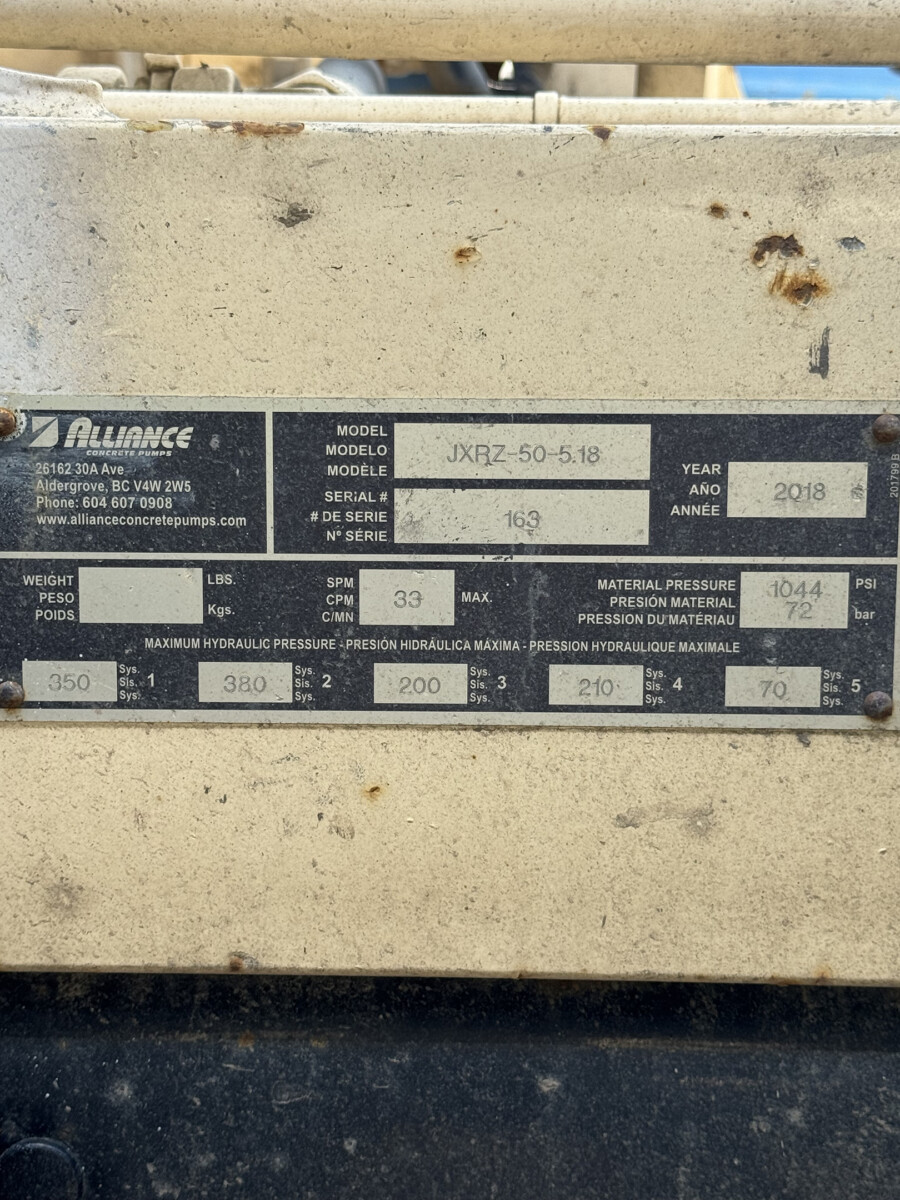 ALLIANCE
CONCRETE PUMPS
26162 30A Ave
Aldergrove, BC V4W 2W5
Phone: 604 607 0908
www.allianceconcretepumps.com
MODEL
MODELO
MODÈLE
JXRZ-50-5.18
SERIAL #
# DE SERIE
Nº SÉRIE
163
YEAR
AÑO
ANNÉE
2018
201799 B
WEIGHT
PESO
POIDS
LBS.
Kgs.
SPM
CPM
C/MN
33
MAX.
MATERIAL PRESSURE
PRESIÓN MATERIAL
PRESSION DU MATÉRIAU
1044
72
PSI
bar
MAXIMUM HYDRAULIC PRESSURE - PRESIÓN HIDRÁULICA MÁXIMA - PRESSION HYDRAULIQUE MAXIMALE
350
Sys.
Sis. 1
Sys.
380
Sys.
Sis. 2
Sys.
200
Sys.
Sis. 3
Sys.
210
Sys.
Sis. 4
Sys.
70
Sys.
Sis. 5
Sys.